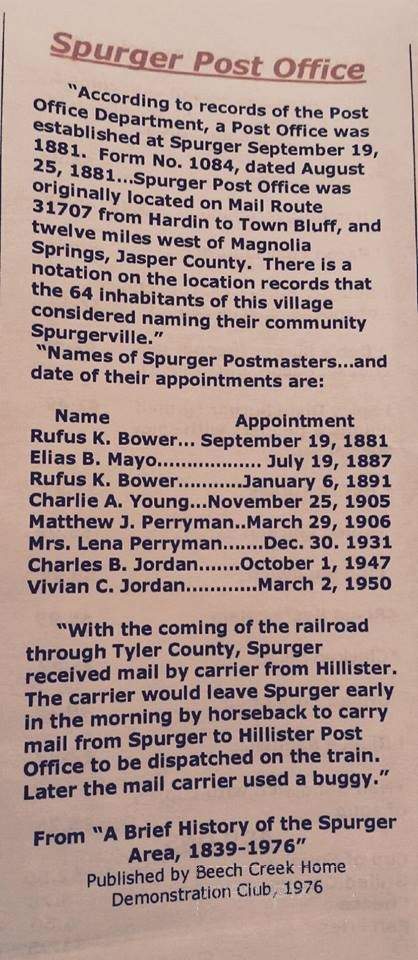 Spurger Post Office
"According to records of the Post
Office Department, a Post Office was
established at Spurger September 19,
1881. Form No. 1084, dated August
25, 1881...Spurger Post Office was
originally located on Mail Route
31707 from Hardin to Town Bluff, and
twelve miles west of Magnolia
Springs, Jasper County. There is a
notation on the location records that
the 64 inhabitants of this village
considered naming their community
Spurgerville."
"Names of Spurger Postmasters...and
date of their appointments are:
Name Appointment
Rufus K. Bower... September 19, 1881
Elias B. Mayo.................. July 19, 1887
Rufus K. Bower...........January 6, 1891
Charlie A. Young...November 25, 1905
Matthew J. Perryman..March 29, 1906
Mrs. Lena Perryman.......Dec. 30. 1931
Charles B. Jordan.......October 1, 1947
Vivian C. Jordan............March 2, 1950
"With the coming of the railroad
through Tyler County, Spurger
received mail by carrier from Hillister.
The carrier would leave Spurger early
in the morning by horseback to carry
mail from Spurger to Hillister Post
Office to be dispatched on the train.
Later the mail carrier used a buggy."
From "A Brief History of the Spurger
Area, 1839-1976"
Published by Beech Creek Home
Demonstration Club, 1976